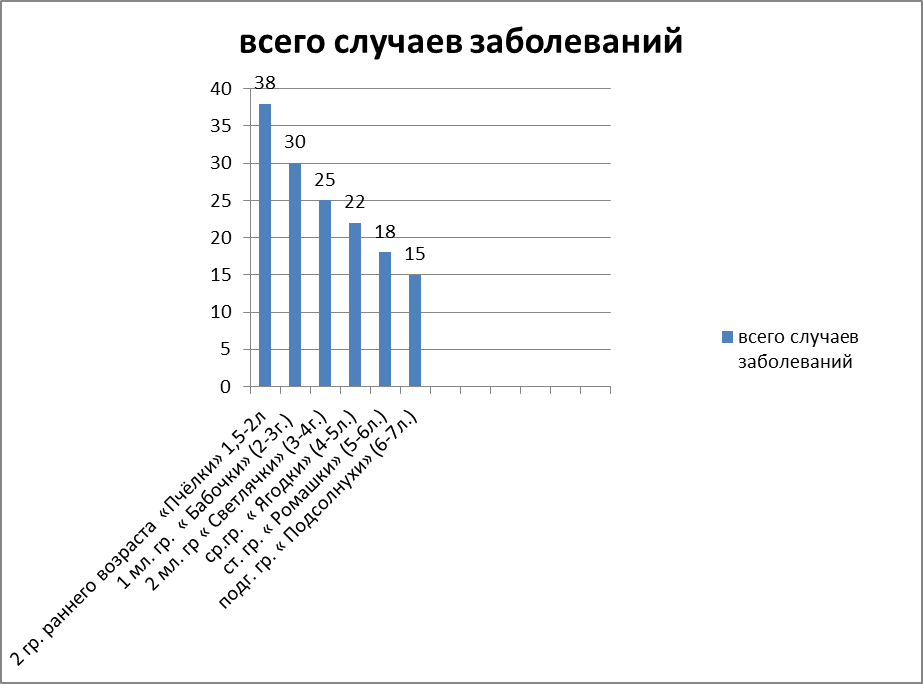 всего случаев заболеваний
40
35
30
25
20
15
10
5
0
38
30
25
22
18
15
2 гр. раннего возраста «Пчёлки» 1,5-2л
1 мл. гр. « Бабочки» (2-3г.)
2 мл. гр « Светлячки» (3-4г.)
ср.гр. « Ягодки» (4-5л.)
ст. гр. « Ромашки» (5-6л.)
подг. гр. « Подсолнухи» (6-7л.)
всего случаев
заболеваний